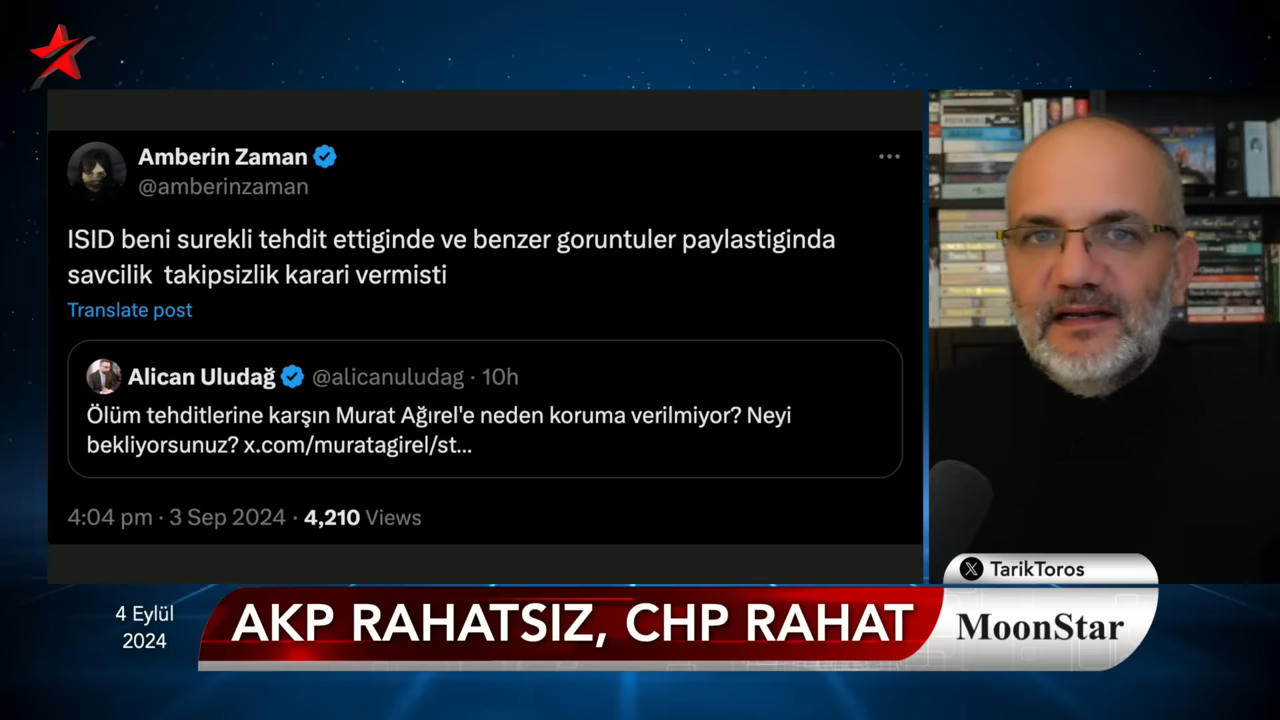 Amberin Zaman
@amberinzaman
ISID beni surekli tehdit ettiginde ve benzer goruntuler paylastiginda
savcilik takipsizlik karari vermisti
Translate post
Alican Uludağ @alicanuludag · 10h
Ölüm tehditlerine karşın Murat Ağırel'e neden koruma verilmiyor? Neyi
bekliyorsunuz? x.com/muratagirel/st...
4:04 pm · 3 Sep 2024 · 4,210 Views
X TarikToros
4 Eylül
2024
AKP RAHATSIZ, CHP RAHAT
MoonStar